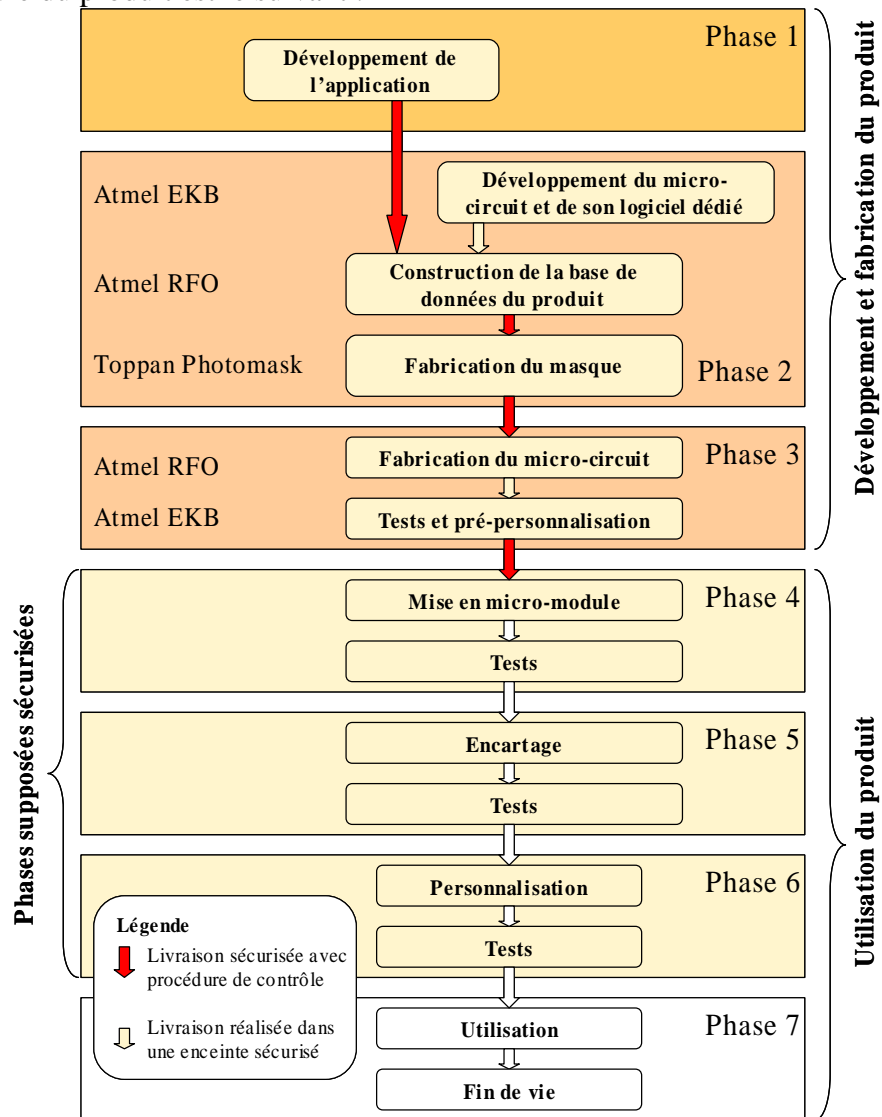 Phase 1
Développement de
l’application
Atmel EKB
Développement du micro-
circuit et de son logiciel dédié
Atmel RFO
Construction de la base de
données du produit
Toppan Photomask
Fabrication du masque
Phase 2
Développement et fabrication du produit
Phase 3
Atmel RFO
Fabrication du micro-circuit
Atmel EKB
Tests et pré-personnalisation
Phases supposées sécurisées
Phase 4
Mise en micro-module
Tests
Phase 5
Encartage
Tests
Utilisation du produit
Phase 6
Personnalisation
Tests
Légende
Livraison sécurisée avec
procédure de contrôle
Livraison réalisée dans
une enceinte sécurisé
Phase 7
Utilisation
Fin de vie